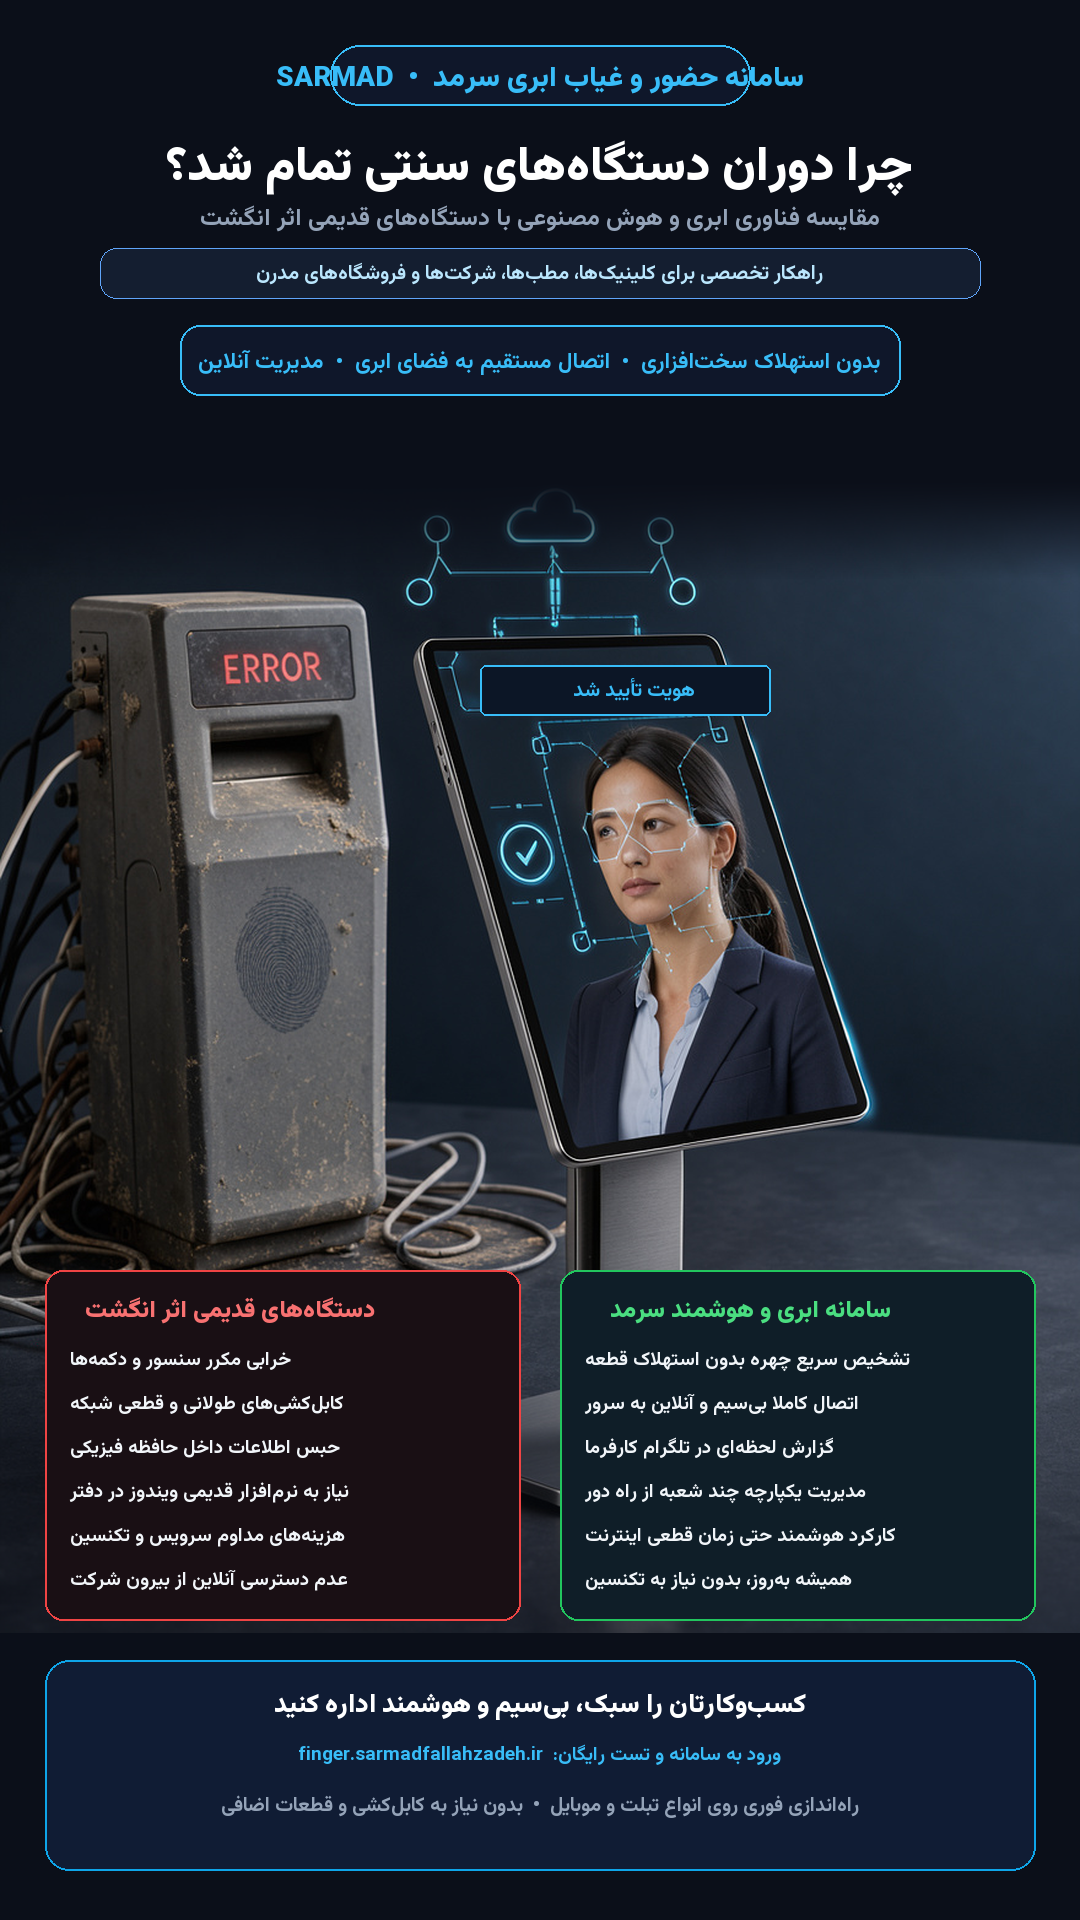 سامانه حضور و غیاب ابری سرمد • SARMAD
چرا دوران دستگاه‌های سنتی تمام شد؟
مقایسه فناوری ابری و هوش مصنوعی با دستگاه‌های قدیمی اثر انگشت
راهکار تخصصی برای کلینیک‌ها، مطب‌ها، شرکت‌ها و فروشگاه‌های مدرن
بدون استهلاک سخت‌افزاری • اتصال مستقیم به فضای ابری • مدیریت آنلاین
ERROR
هویت تأیید شد
سامانه ابری و هوشمند سرمد
تشخیص سریع چهره بدون استهلاک قطعه
اتصال کاملا بی‌سیم و آنلاین به سرور
گزارش لحظه‌ای در تلگرام کارفرما
مدیریت یکپارچه چند شعبه از راه دور
کارکرد هوشمند حتی زمان قطعی اینترنت
همیشه به‌روز، بدون نیاز به تکنسین
دستگاه‌های قدیمی اثر انگشت
خرابی مکرر سنسور و دکمه‌ها
کابل‌کشی‌های طولانی و قطعی شبکه
حبس اطلاعات داخل حافظه فیزیکی
نیاز به نرم‌افزار قدیمی ویندوز در دفتر
هزینه‌های مداوم سرویس و تکنسین
عدم دسترسی آنلاین از بیرون شرکت
کسب‌وکارتان را سبک، بی‌سیم و هوشمند اداره کنید
ورود به سامانه و تست رایگان: finger.sarmadfallahzadeh.ir
راه‌اندازی فوری روی انواع تبلت و موبایل • بدون نیاز به کابل‌کشی و قطعات اضافی